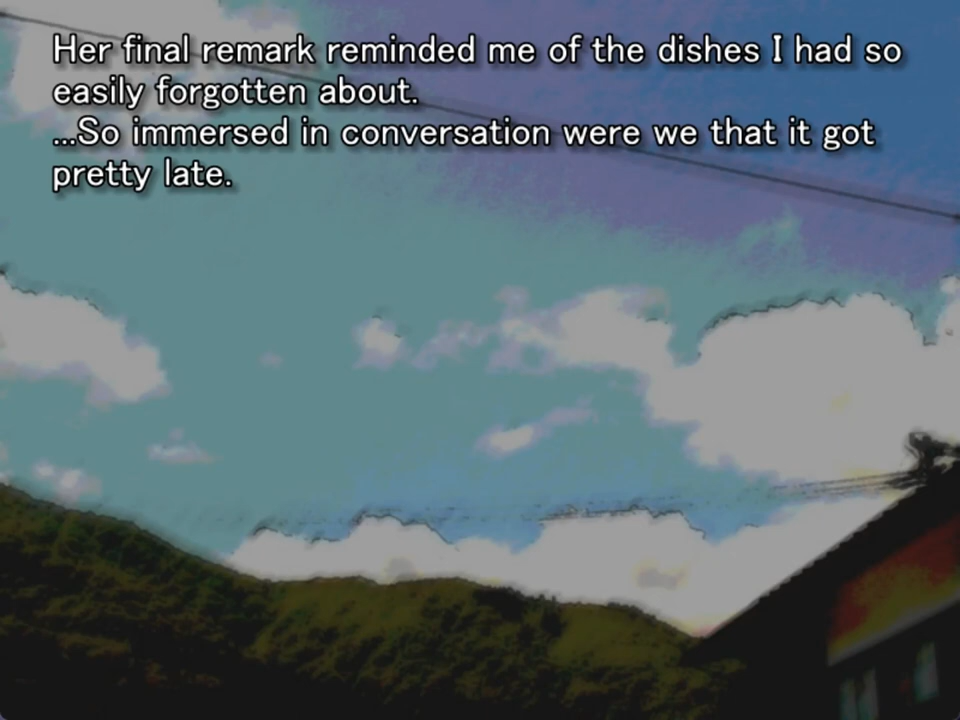 Her final remark reminded me of the dishes I had so
easily forgotten about.
...So immersed in conversation were we that it got
pretty late.